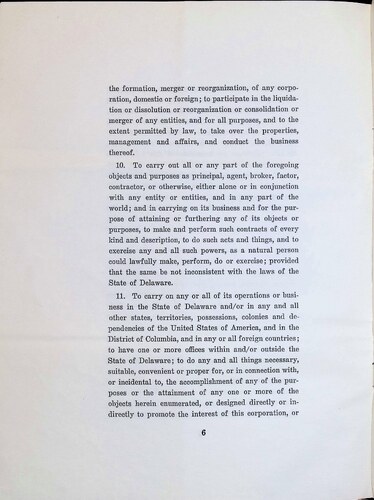 the formation, merger or reorganization, of any corpo-
ration, domestic or foreign; to participate in the liquida-
tion or dissolution or reorganization or consolidation or
merger of any entities, and for all purposes, and to the
extent permitted by law, to take over the properties,
management and affairs, and conduct the business
thereof.
10. To carry out all or any part of the foregoing
objects and purposes as principal, agent, broker, factor,
contractor, or otherwise, either alone or in conjunction
with any entity or entities, and in any part of the
world; and in carrying on its business and for the pur-
pose of attaining or furthering any of its objects or
purposes, to make and perform such contracts of every
kind and description, to do such acts and things, and to
exercise any and all such powers, as a natural person
could lawfully make, perform, do or exercise; provided
that the same be not inconsistent with the laws of the
State of Delaware.
11. To carry on any or all of its operations or busi-
ness in the State of Delaware and/or in any and all
other states, territories, possessions, colonies and de-
pendencies of the United States of America, and in the
District of Columbia, and in any or all foreign countries;
to have one or more offices within and/or outside the
State of Delaware; to do any and all things necessary,
suitable, convenient or proper for, or in connection with,
or incidental to, the accomplishment of any of the pur-
poses or the attainment of any one or more of the
objects herein enumerated, or designed directly or in-
directly to promote the interest of this corporation, or
6